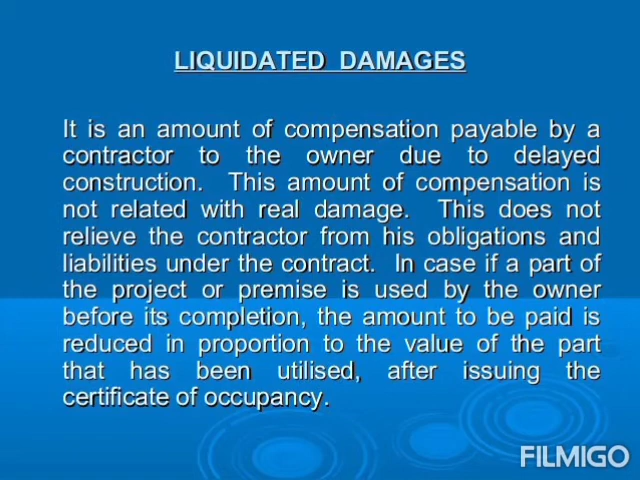 LIQUIDATED DAMAGES
It is an amount of compensation payable by a
contractor to the owner due to delayed
construction. This amount of compensation is
not related with real damage. This does not
relieve the contractor from his obligations and
liabilities under the contract. In case if a part of
the project or premise is used by the owner
before its completion, the amount to be paid is
reduced in proportion to the value of the part
that has been utilised, after issuing the
certificate of occupancy.
FILMIGO